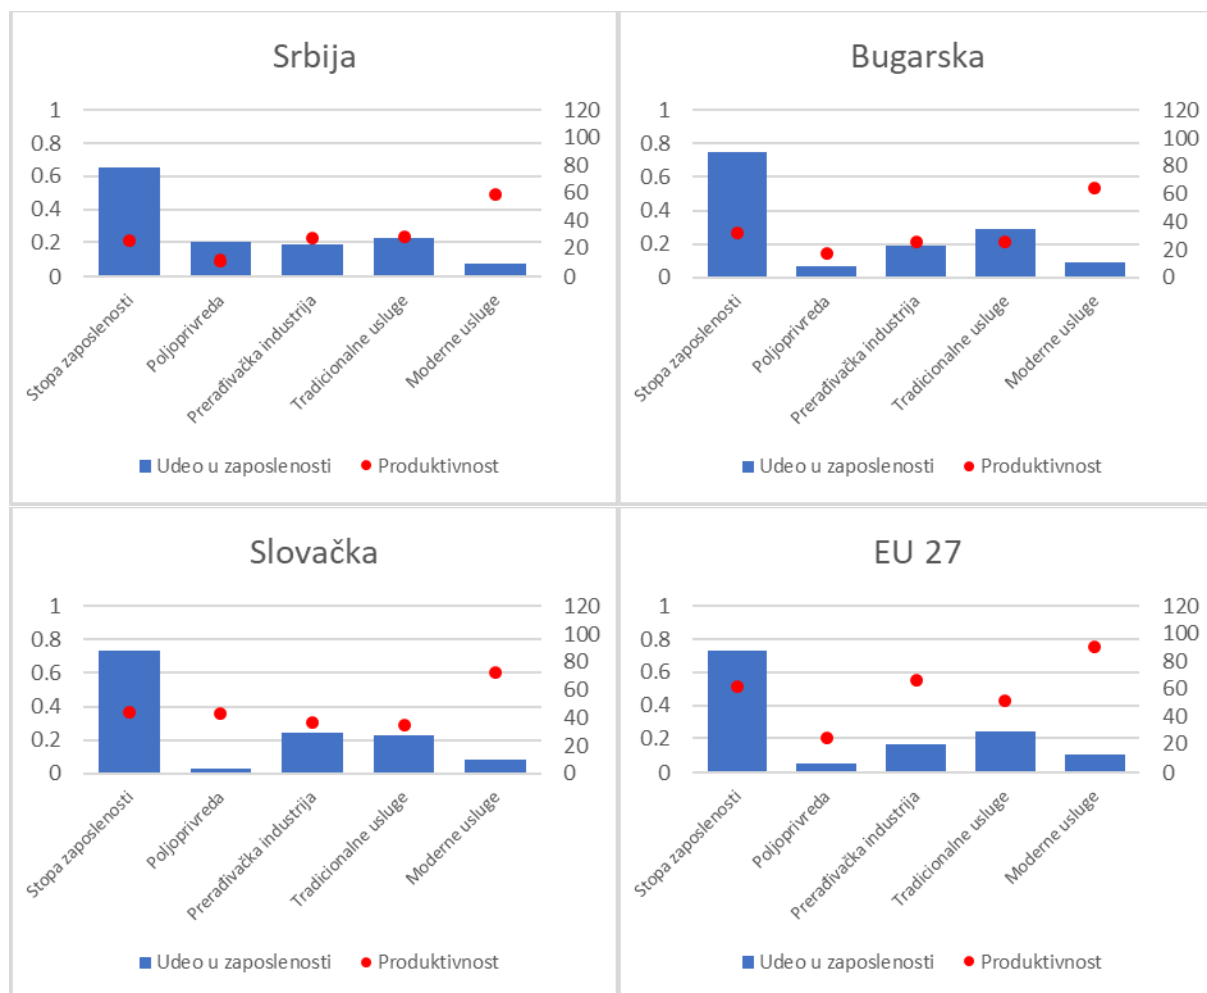 Srbija
1
0.8
0.6
0.4
0.2
0
120
100
80
60
40
20
0
Stopa zaposlenosti
Poljoprivreda
Prerađivačka industrija
Tradicionalne usluge
Moderne usluge
Udeo u zaposlenosti
Produktivnost
Bugarska
1
0.8
0.6
0.4
0.2
0
120
100
80
60
40
20
0
Stopa zaposlenosti
Poljoprivreda
Prerađivačka industrija
Tradicionalne usluge
Moderne usluge
Udeo u zaposlenosti
Produktivnost
Slovačka
1
0.8
0.6
0.4
0.2
0
120
100
80
60
40
20
0
Stopa zaposlenosti
Poljoprivreda
Prerađivačka industrija
Tradicionalne usluge
Moderne usluge
Udeo u zaposlenosti
Produktivnost
EU 27
1
0.8
0.6
0.4
0.2
0
120
100
80
60
40
20
0
Stopa zaposlenosti
Poljoprivreda
Prerađivačka industrija
Tradicionalne usluge
Moderne usluge
Udeo u zaposlenosti
Produktivnost